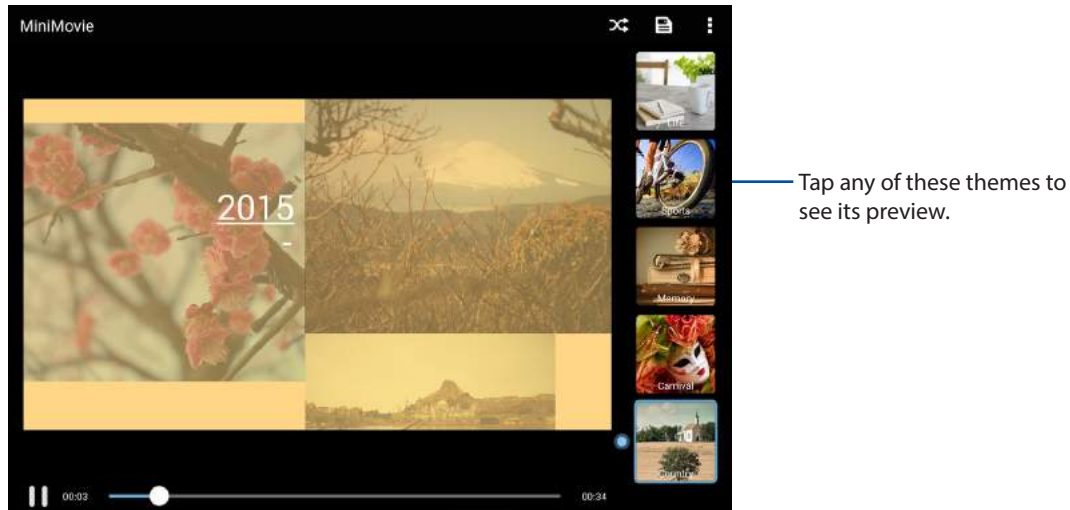 MiniMovie
Life
2015
-
Sports
Tap any of these themes to
see its preview.
Memory
Carnival
Country
00:03
00:34